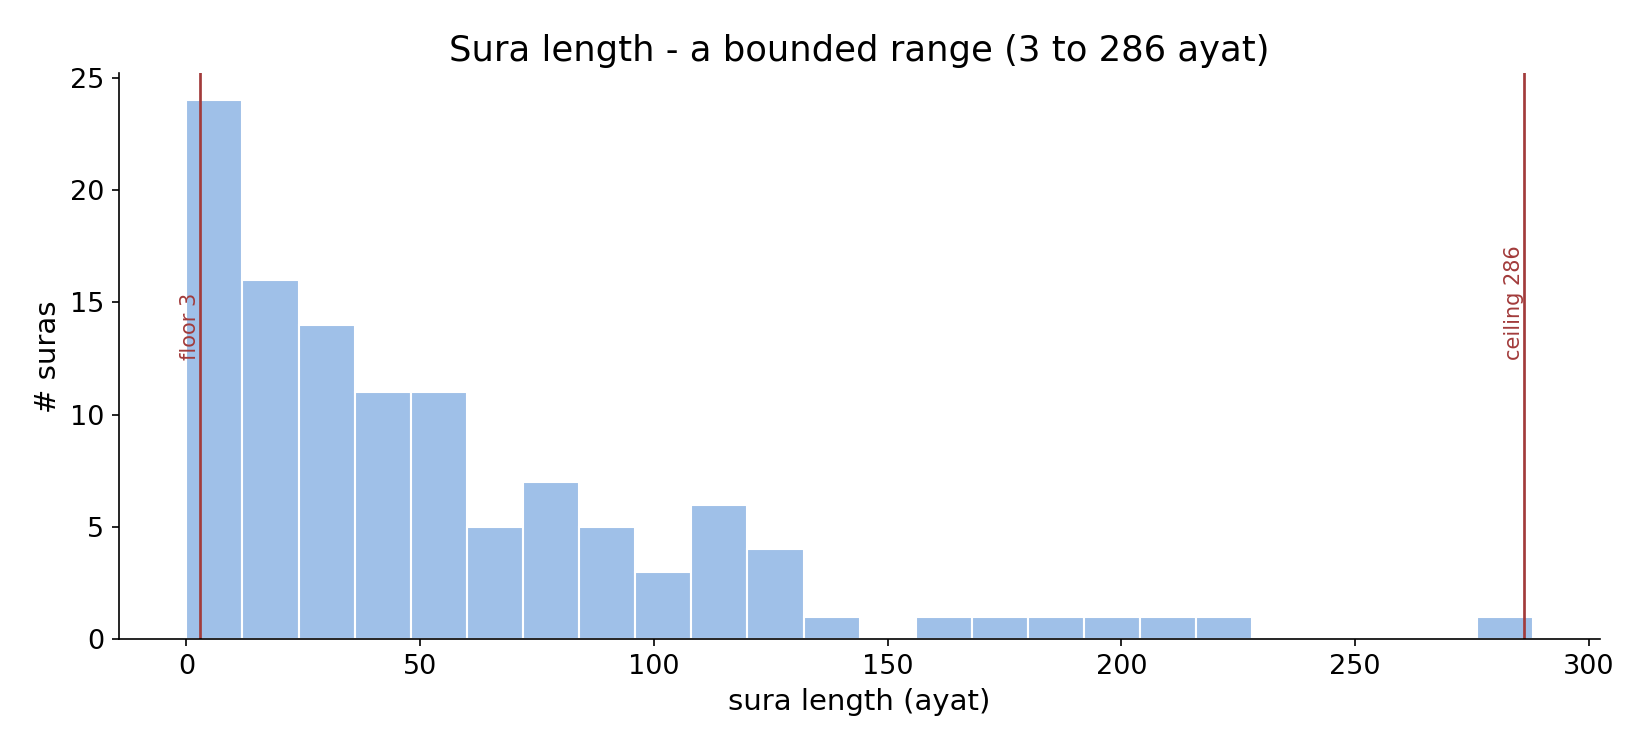 Sura length - a bounded range (3 to 286 ayat)
25
20
15
10
5
0
# suras
floor 3
ceiling 286
0 50 100 150 200 250 300
sura length (ayat)